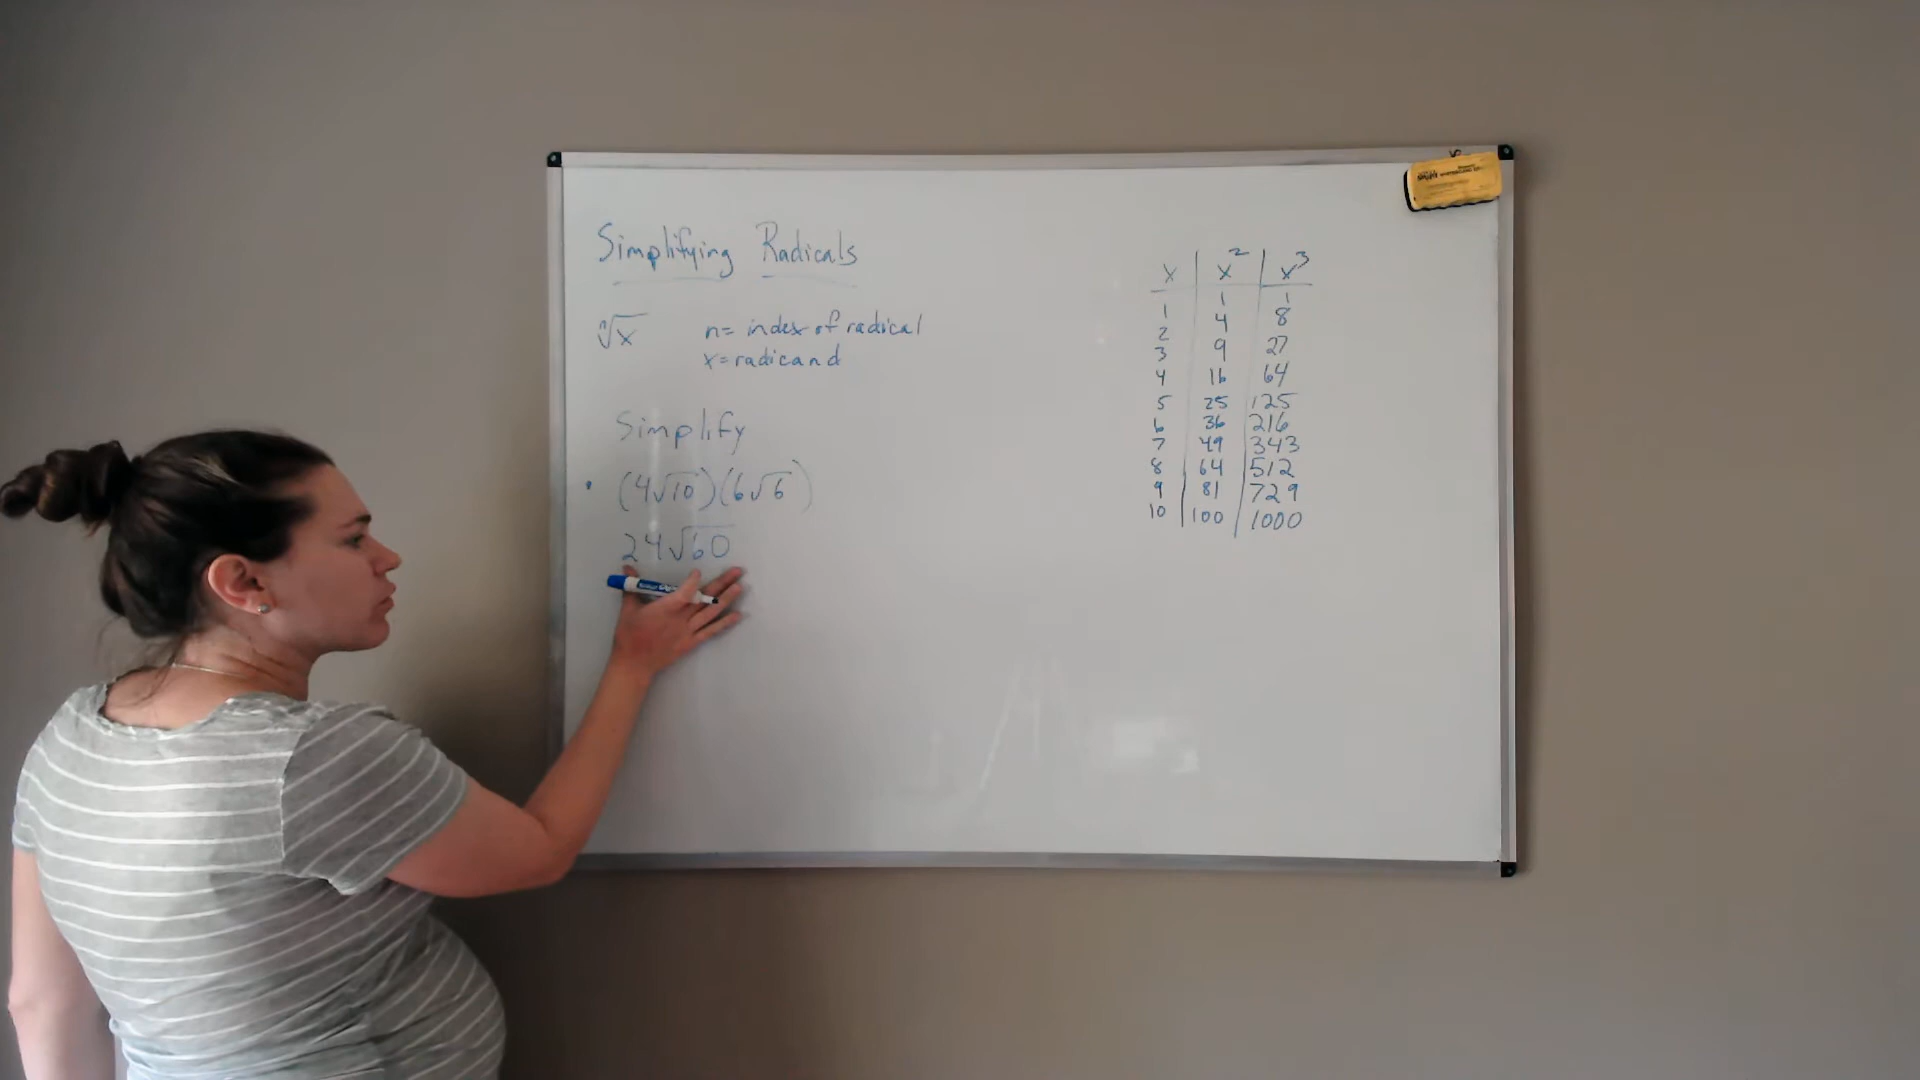 Simplifying Radicals
ⁿ√x n= index of radical
x= radicand
Simplify
• (4√10)(6√6)
24√60
x x² x³
1 1 1
2 4 8
3 9 27
4 16 64
5 25 125
6 36 216
7 49 343
8 64 512
9 81 729
10 100 1000